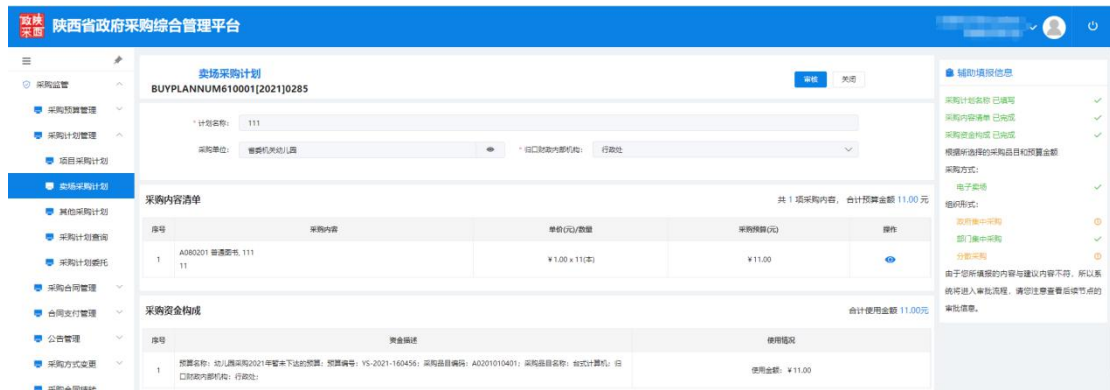 政陕
采西
陕西省政府采购综合管理平台
采购监管
采购预算管理
采购计划管理
项目采购计划
卖场采购计划
其他采购计划
采购计划查询
采购计划委托
采购合同管理
合同支付管理
公告管理
采购方式变更
卖场采购计划
BUYPLANNUM610001[2021]0285
审核
关闭
* 计划名称: 111
采购单位: 省委机关幼儿园
* 归口财政内部机构: 行政处
采购内容清单
共 1 项采购内容, 合计预算金额 11.00 元
序号 采购内容 单价(元)/数量 采购预算(元) 操作
1 A080201 普通图书, 111 ¥1.00 x 11(本) ¥11.00
11
采购资金构成
合计使用金额 11.00元
序号 资金描述 使用情况
1 预算名称: 幼儿园采购2021年暂未下达的预算; 预算编号: YS-2021-160456; 采购品目编码: A0201010401; 采购品目名称: 台式计算机; 归
口财政内部机构: 行政处;
使用金额: ¥11.00
辅助填报信息
采购计划名称 已填写
采购内容清单 已完成
采购资金构成 已完成
根据所选择的采购品目和预算金额
采购方式:
电子卖场
组织形式:
政府集中采购
部门集中采购
分散采购
由于您所填报的内容与建议内容不符, 所以系
统将进入审批流程, 请您注意查看后续节点的
审批信息。